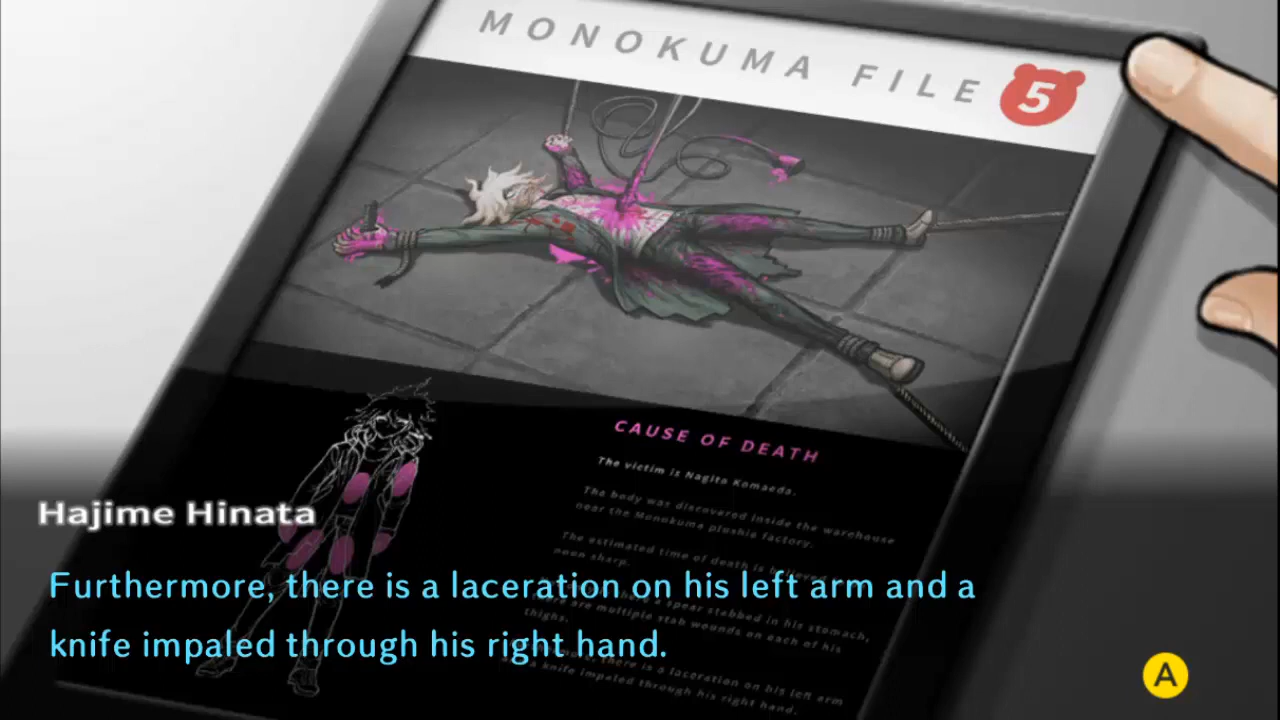 MONOKUMA FILE 5
CAUSE OF DEATH
The victim is Nagito Komaeda.
The body was discovered inside the warehouse
near the Monokuma plushie factory.
The estimated time of death is believed
noon sharp.
a spear stabbed in his stomach,
there are multiple stab wounds on each of his
thighs.
there is a laceration on his left arm
a knife impaled through his right hand.
Hajime Hinata
Furthermore, there is a laceration on his left arm and a
knife impaled through his right hand.
A